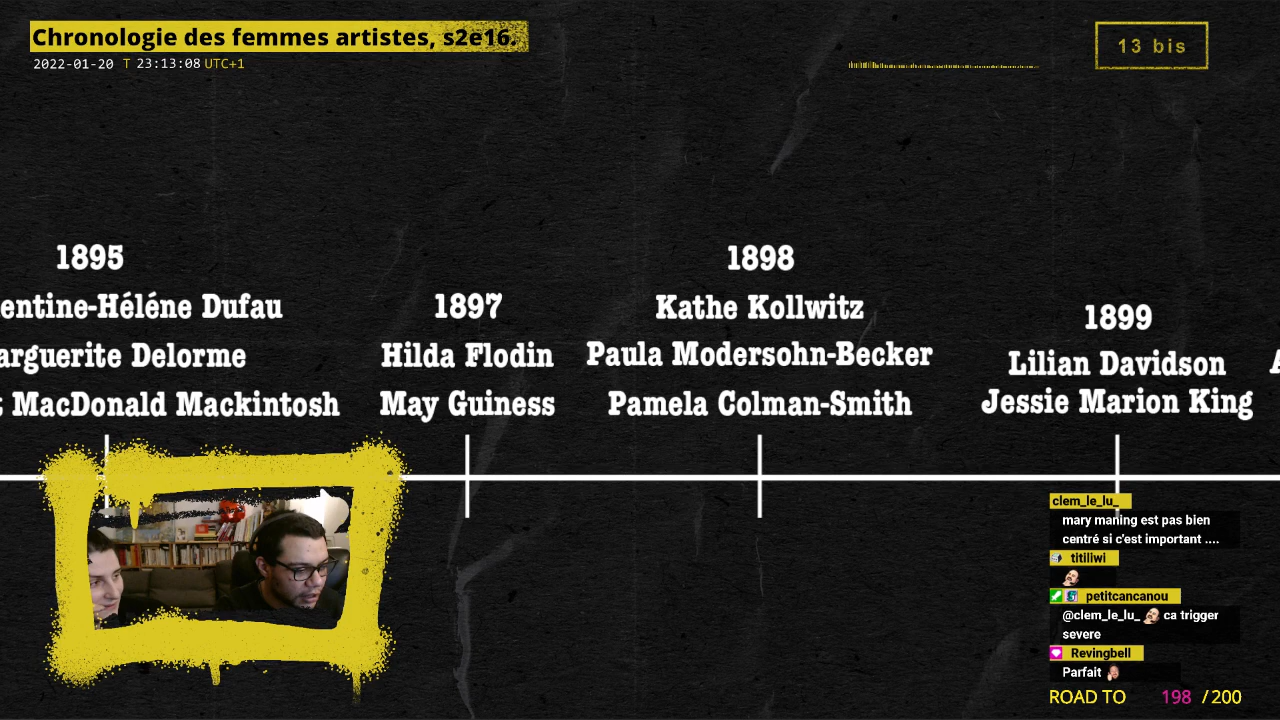 Chronologie des femmes artistes, s2e16.
2022-01-20 T 23:13:08 UTC+1
13 bis
1895
entine-Héléne Dufau
arguerite Delorme
t MacDonald Mackintosh
1897
Hilda Flodin
May Guiness
1898
Kathe Kollwitz
Paula Modersohn-Becker
Pamela Colman-Smith
1899
Lilian Davidson
Jessie Marion King
A
clem_le_lu_
mary maning est pas bien
centré si c'est important ....
titiliwi
petitcancanou
@clem_le_lu_ ca trigger
severe
Revingbell
Parfait
ROAD TO 198 / 200